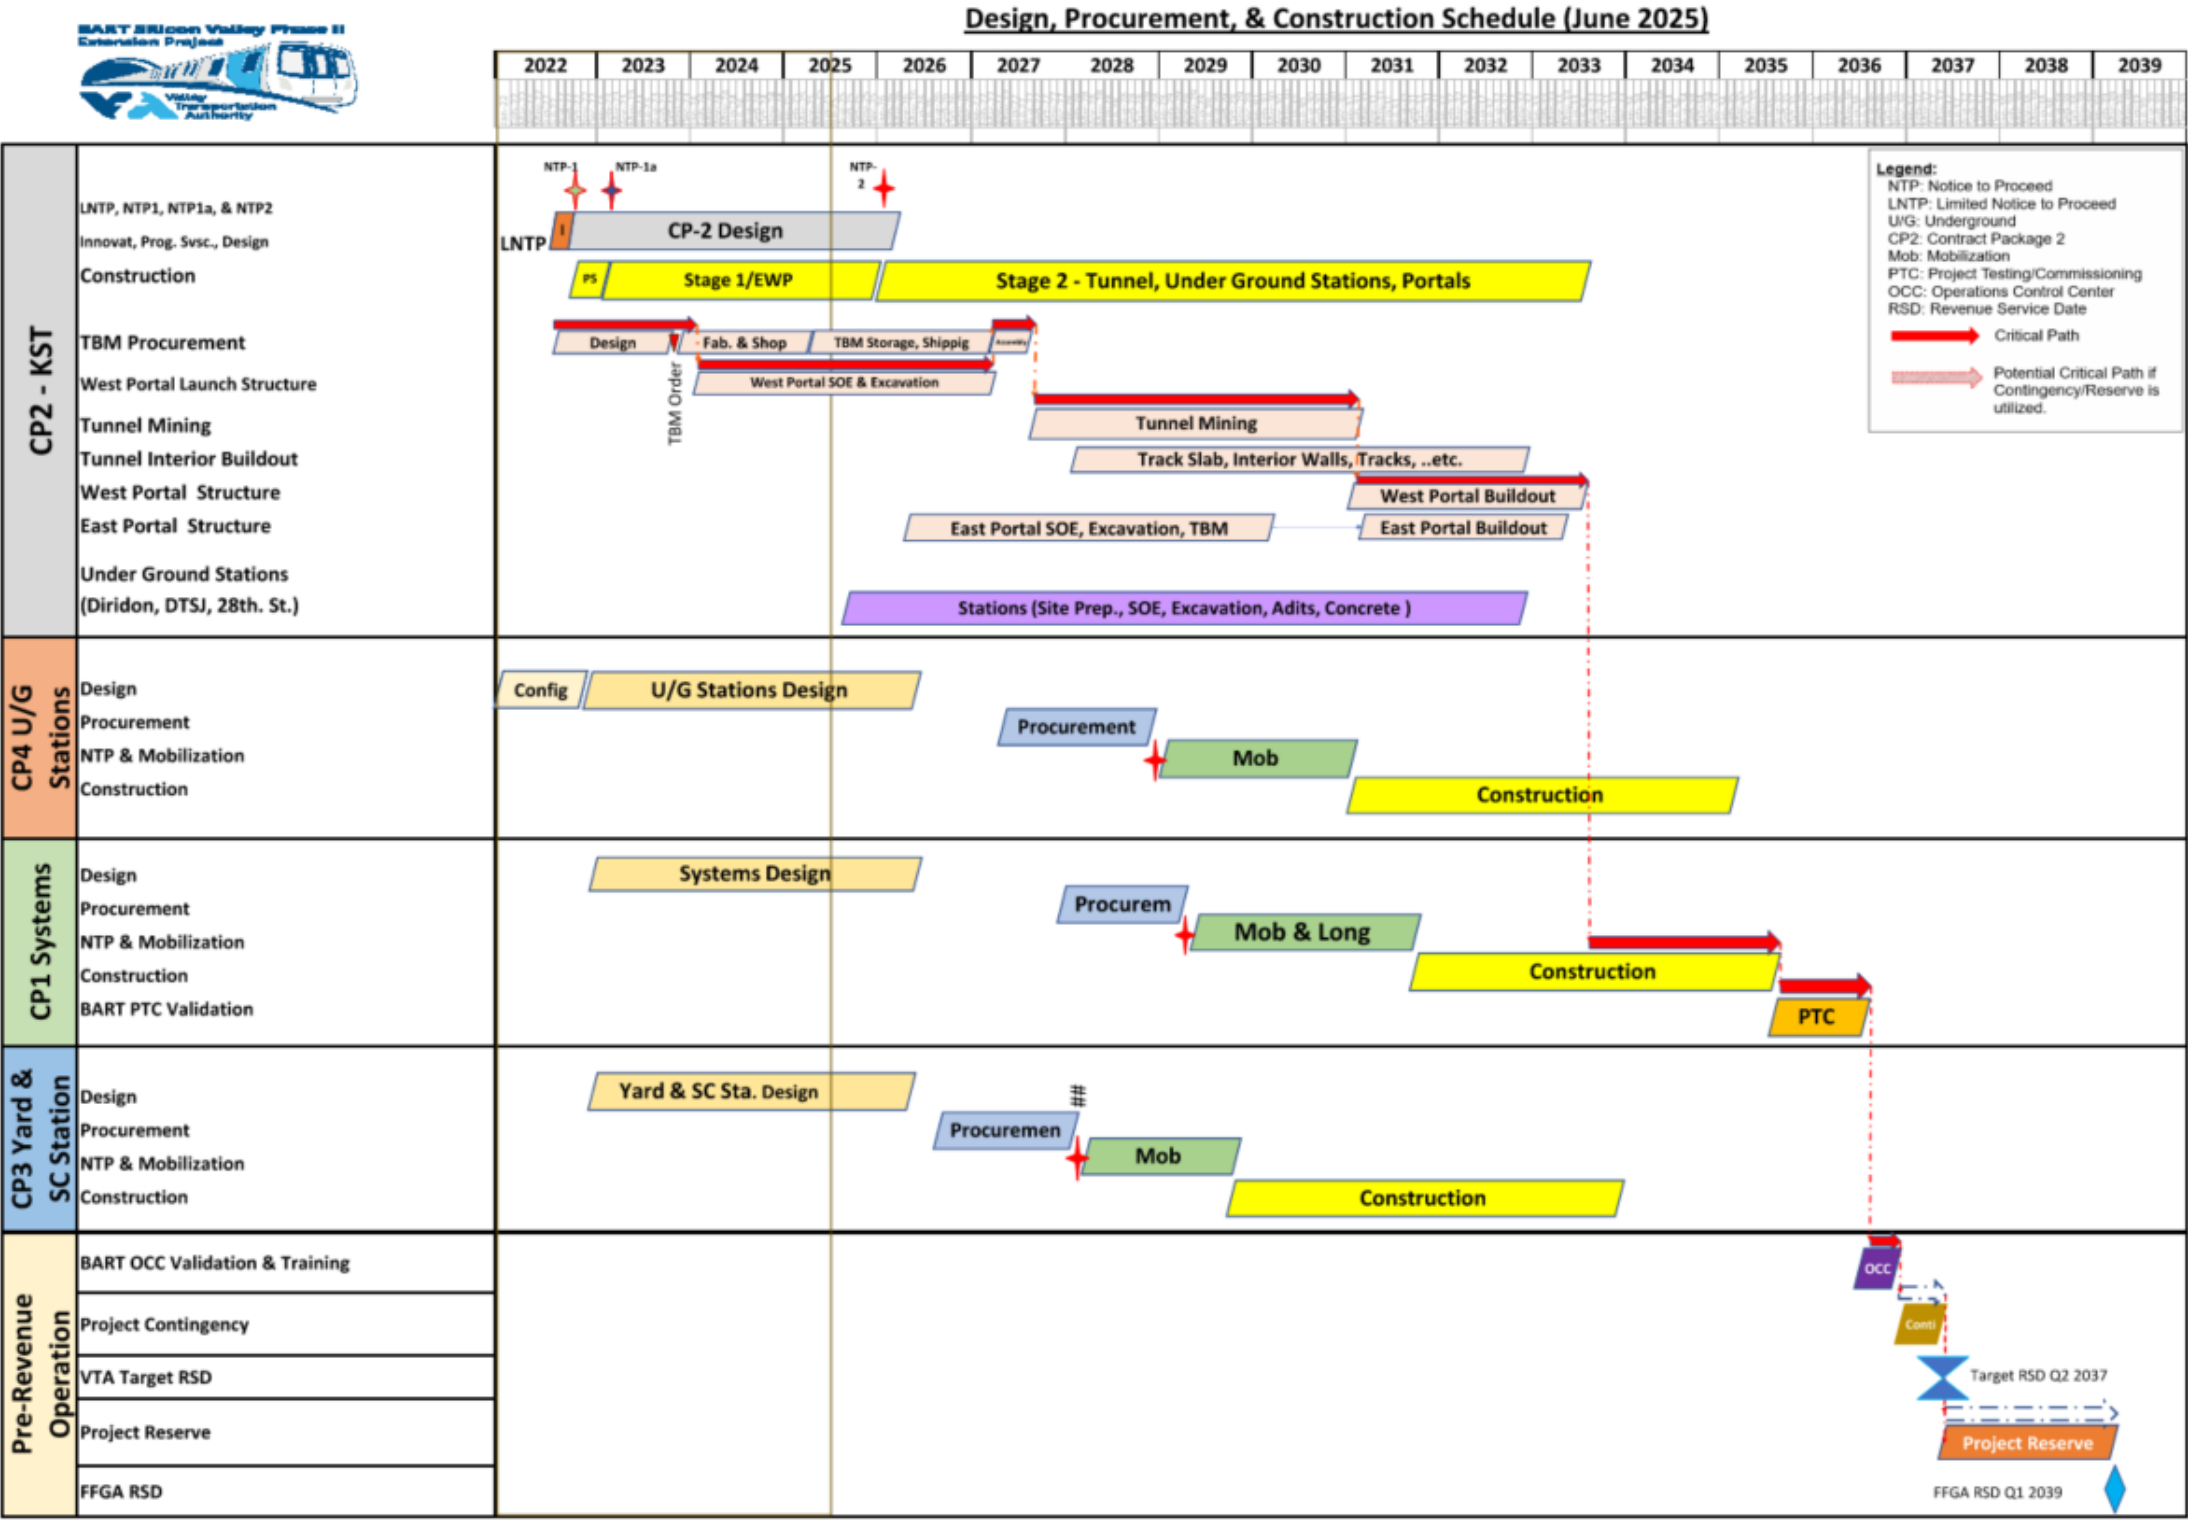 Design, Procurement, & Construction Schedule (June 2025)
BART Silicon Valley Phase II
Extension Project
Valley
Transportation
Authority
2022 2023 2024 2025 2026 2027 2028 2029 2030 2031 2032 2033 2034 2035 2036 2037 2038 2039
CP2 - KST
NTP-1 NTP-1a NTP-
2
LNTP, NTP1, NTP1a, & NTP2
Innovat, Prog. Svsc., Design
LNTP I CP-2 Design
Construction
PS Stage 1/EWP Stage 2 - Tunnel, Under Ground Stations, Portals
TBM Procurement
Design Fab. & Shop TBM Storage, Shippig Assembly
TBM Order
West Portal Launch Structure
West Portal SOE & Excavation
Tunnel Mining
Tunnel Mining
Tunnel Interior Buildout
Track Slab, Interior Walls, Tracks, ..etc.
West Portal Structure
West Portal Buildout
East Portal Structure
East Portal SOE, Excavation, TBM East Portal Buildout
Under Ground Stations
(Diridon, DTSJ, 28th. St.)
Stations (Site Prep., SOE, Excavation, Adits, Concrete )
Legend:
NTP: Notice to Proceed
LNTP: Limited Notice to Proceed
U/G: Underground
CP2: Contract Package 2
Mob: Mobilization
PTC: Project Testing/Commissioning
OCC: Operations Control Center
RSD: Revenue Service Date
Critical Path
Potential Critical Path if
Contingency/Reserve is
utilized.
CP4 U/G
Stations
Design
Config U/G Stations Design
Procurement
Procurement
NTP & Mobilization
Mob
Construction
Construction
CP1 Systems
Design
Systems Design
Procurement
Procurem
NTP & Mobilization
Mob & Long
Construction
Construction
BART PTC Validation
PTC
CP3 Yard &
SC Station
Design
Yard & SC Sta. Design
##
Procurement
Procuremen
NTP & Mobilization
Mob
Construction
Construction
Pre-Revenue
Operation
BART OCC Validation & Training
OCC
Project Contingency
Conti
VTA Target RSD
Target RSD Q2 2037
Project Reserve
Project Reserve
FFGA RSD
FFGA RSD Q1 2039